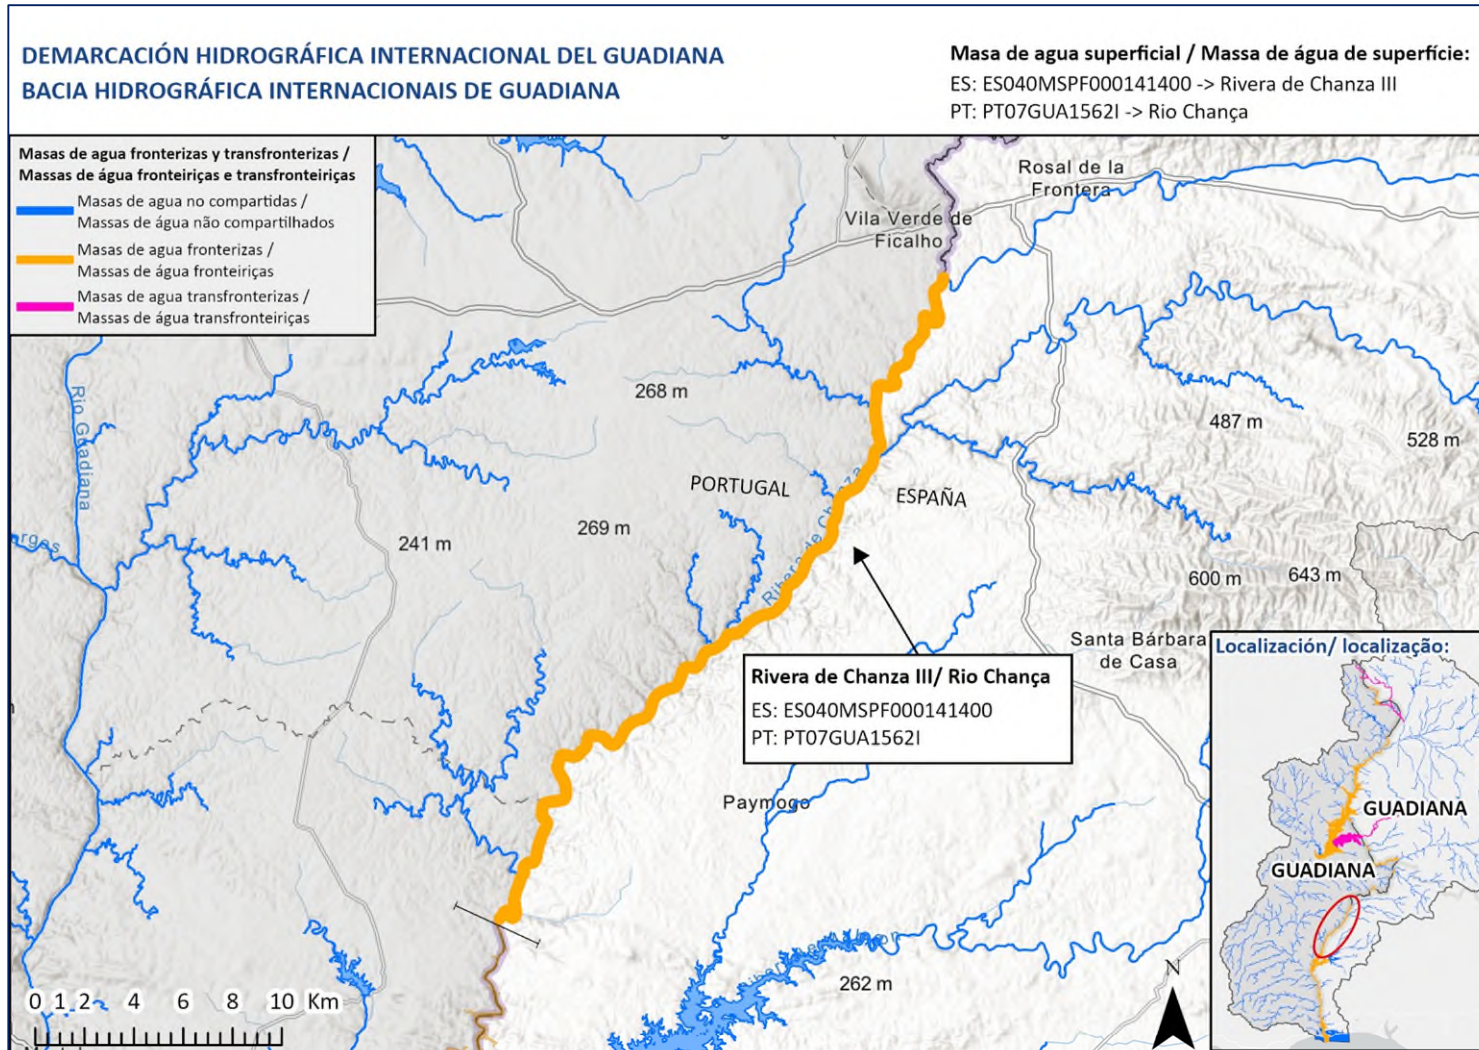 DEMARCACIÓN HIDROGRÁFICA INTERNACIONAL DEL GUADIANA
BACIA HIDROGRÁFICA INTERNACIONAIS DE GUADIANA
Masa de agua superficial / Massa de água de superfície:
ES: ES040MSPF000141400 -> Rivera de Chanza III
PT: PT07GUA1562I -> Rio Chança
Masas de agua fronterizas y transfronterizas /
Massas de água fronteiriças e transfronteiriças
Masas de agua no compartidas /
Massas de água não compartilhados
Masas de agua fronterizas /
Massas de água fronteiriças
Masas de agua transfronterizas /
Massas de água transfronteiriças
Rosal de la
Frontera
Vila Verde de
Ficalho
Rio Guadiana
268 m
487 m
528 m
PORTUGAL
ESPAÑA
269 m
241 m
Ribera de
600 m
643 m
Santa Bárbara
de Casa
Rivera de Chanza III/ Rio Chança
ES: ES040MSPF000141400
PT: PT07GUA1562I
Paymogo
262 m
N
0 1 2 4 6 8 10 Km
Localización/ localização:
GUADIANA
GUADIANA